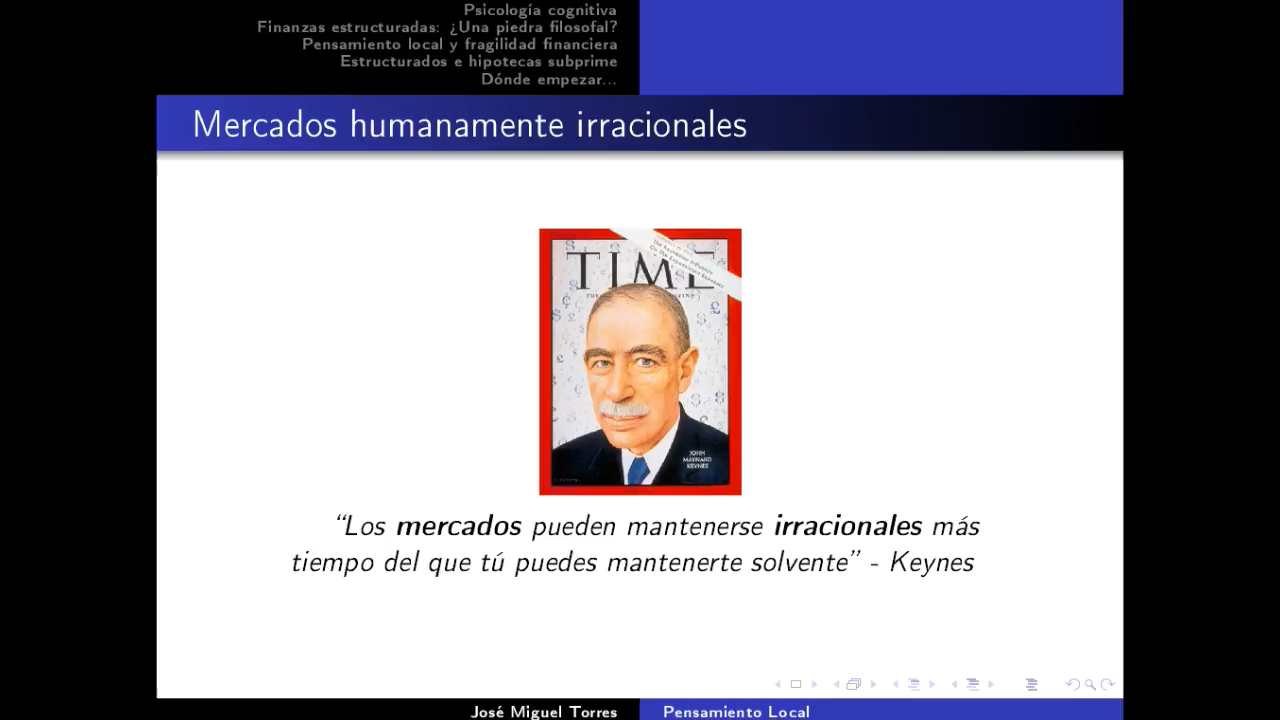 Psicología cognitiva
Finanzas estructuradas: ¿Una piedra filosofal?
Pensamiento local y fragilidad financiera
Estructurados e hipotecas subprime
Dónde empezar...
Mercados humanamente irracionales
TIME
JOHN
MAYNARD
KEYNES
“Los mercados pueden mantenerse irracionales más
tiempo del que tú puedes mantenerte solvente” - Keynes
José Miguel Torres
Pensamiento Local